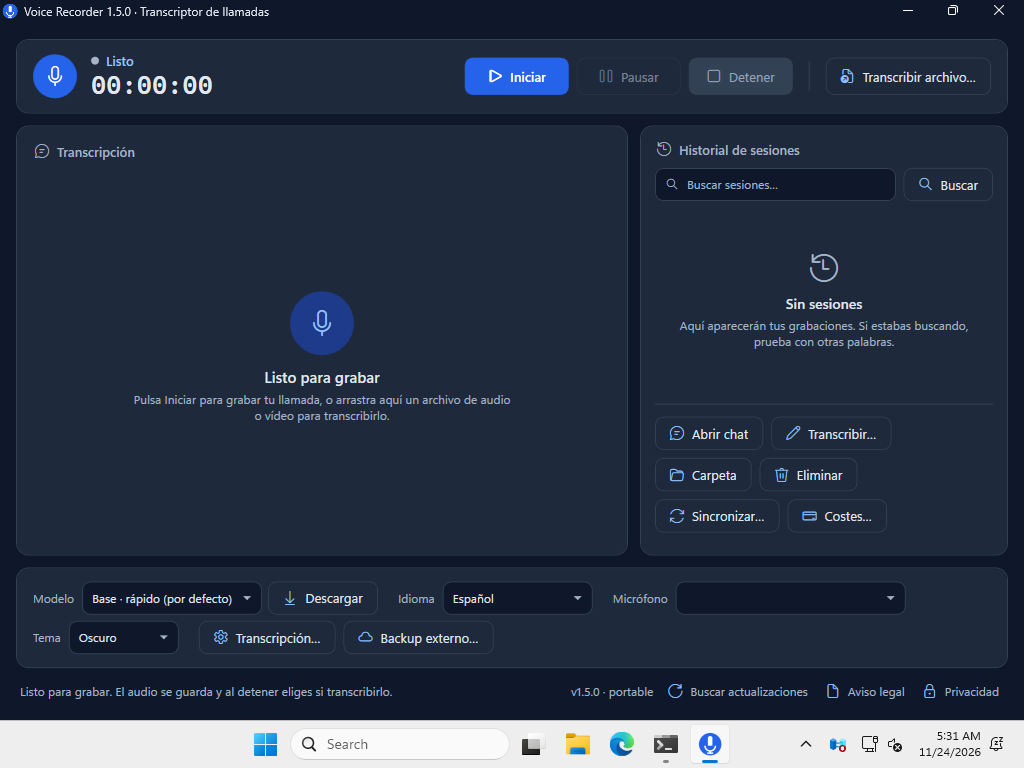 Voice Recorder 1.5.0 · Transcriptor de llamadas
Listo
00:00:00
Iniciar
Pausar
Detener
Transcribir archivo...
Transcripción
Listo para grabar
Pulsa Iniciar para grabar tu llamada, o arrastra aquí un archivo de audio
o vídeo para transcribirlo.
Historial de sesiones
Buscar sesiones...
Buscar
Sin sesiones
Aquí aparecerán tus grabaciones. Si estabas buscando,
prueba con otras palabras.
Abrir chat
Transcribir...
Carpeta
Eliminar
Sincronizar...
Costes...
Modelo
Base · rápido (por defecto)
Descargar
Idioma
Español
Micrófono
Tema
Oscuro
Transcripción...
Backup externo...
Listo para grabar. El audio se guarda y al detener eliges si transcribirlo.
v1.5.0 · portable
Buscar actualizaciones
Aviso legal
Privacidad
Search
5:31 AM
11/24/2026